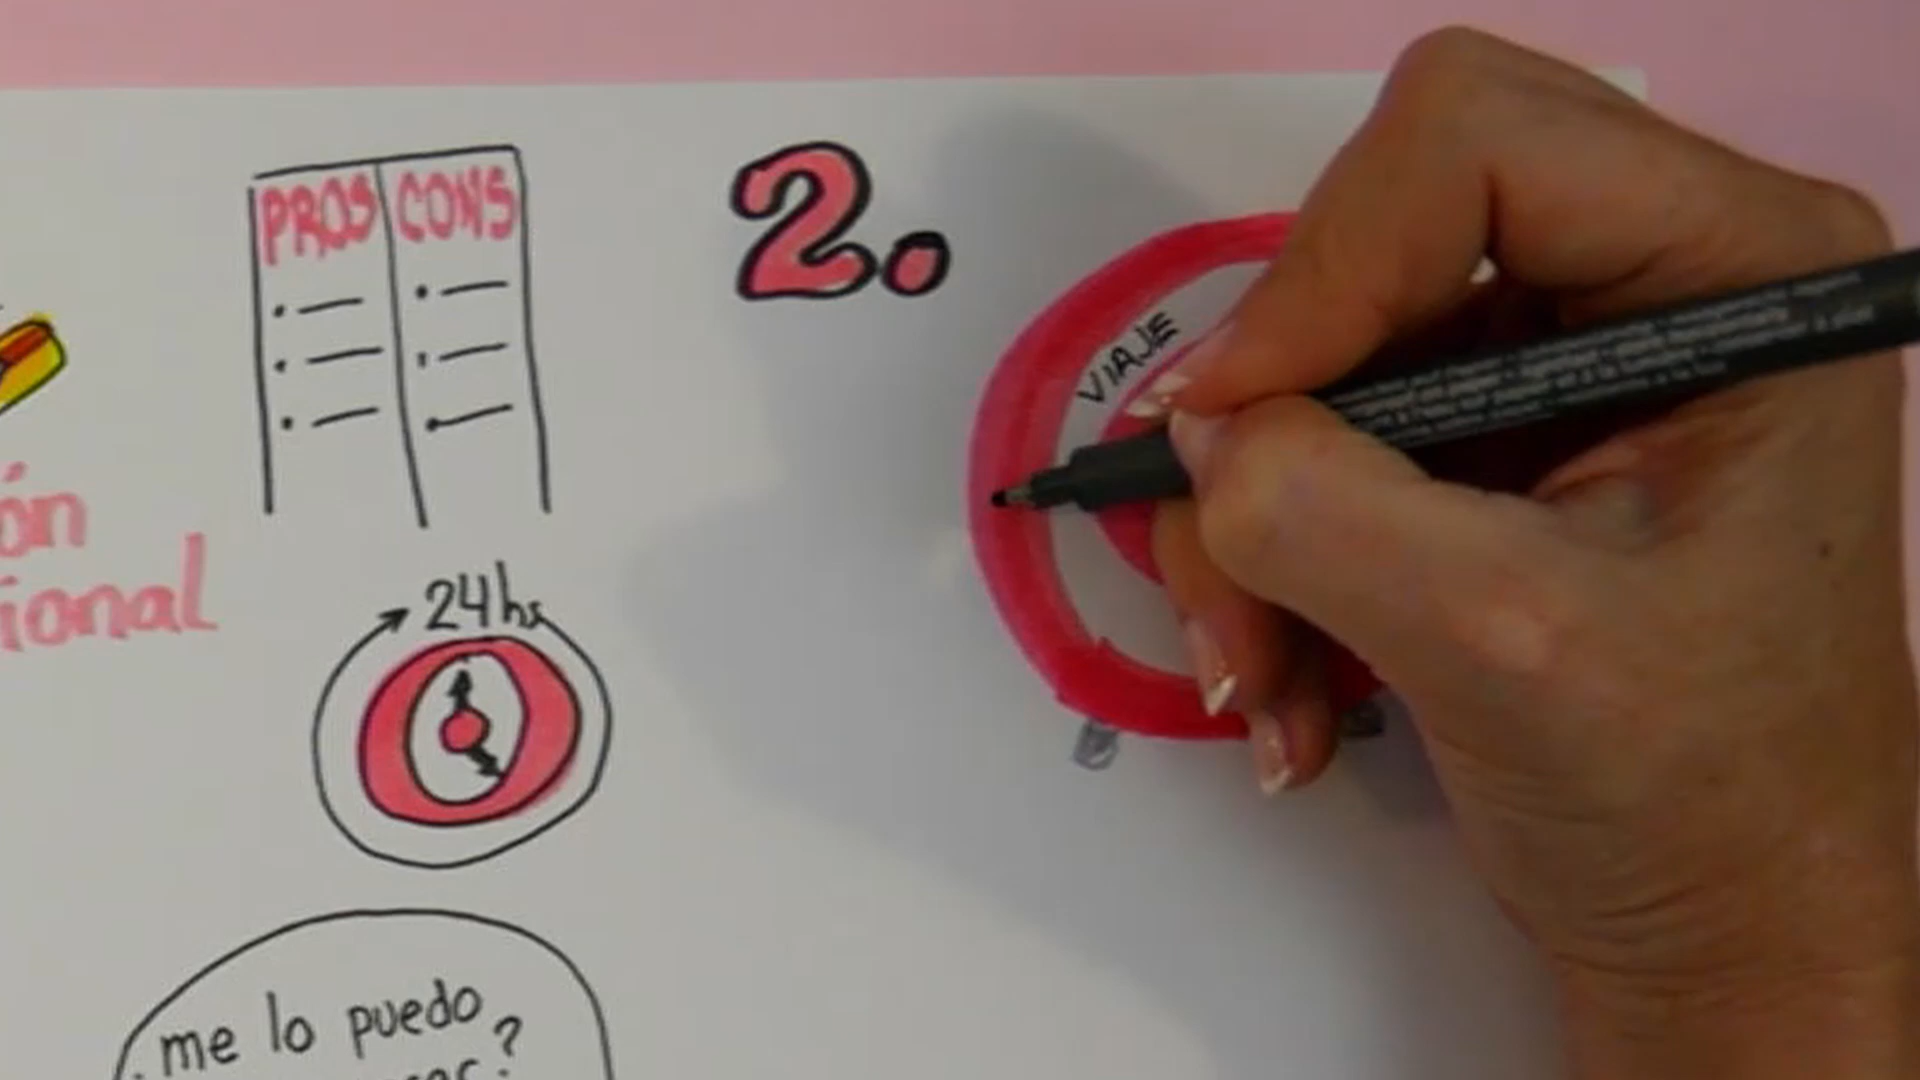 PROS CONS
2.
VIAJE
ón
ional
24hs
¿me lo puedo
?